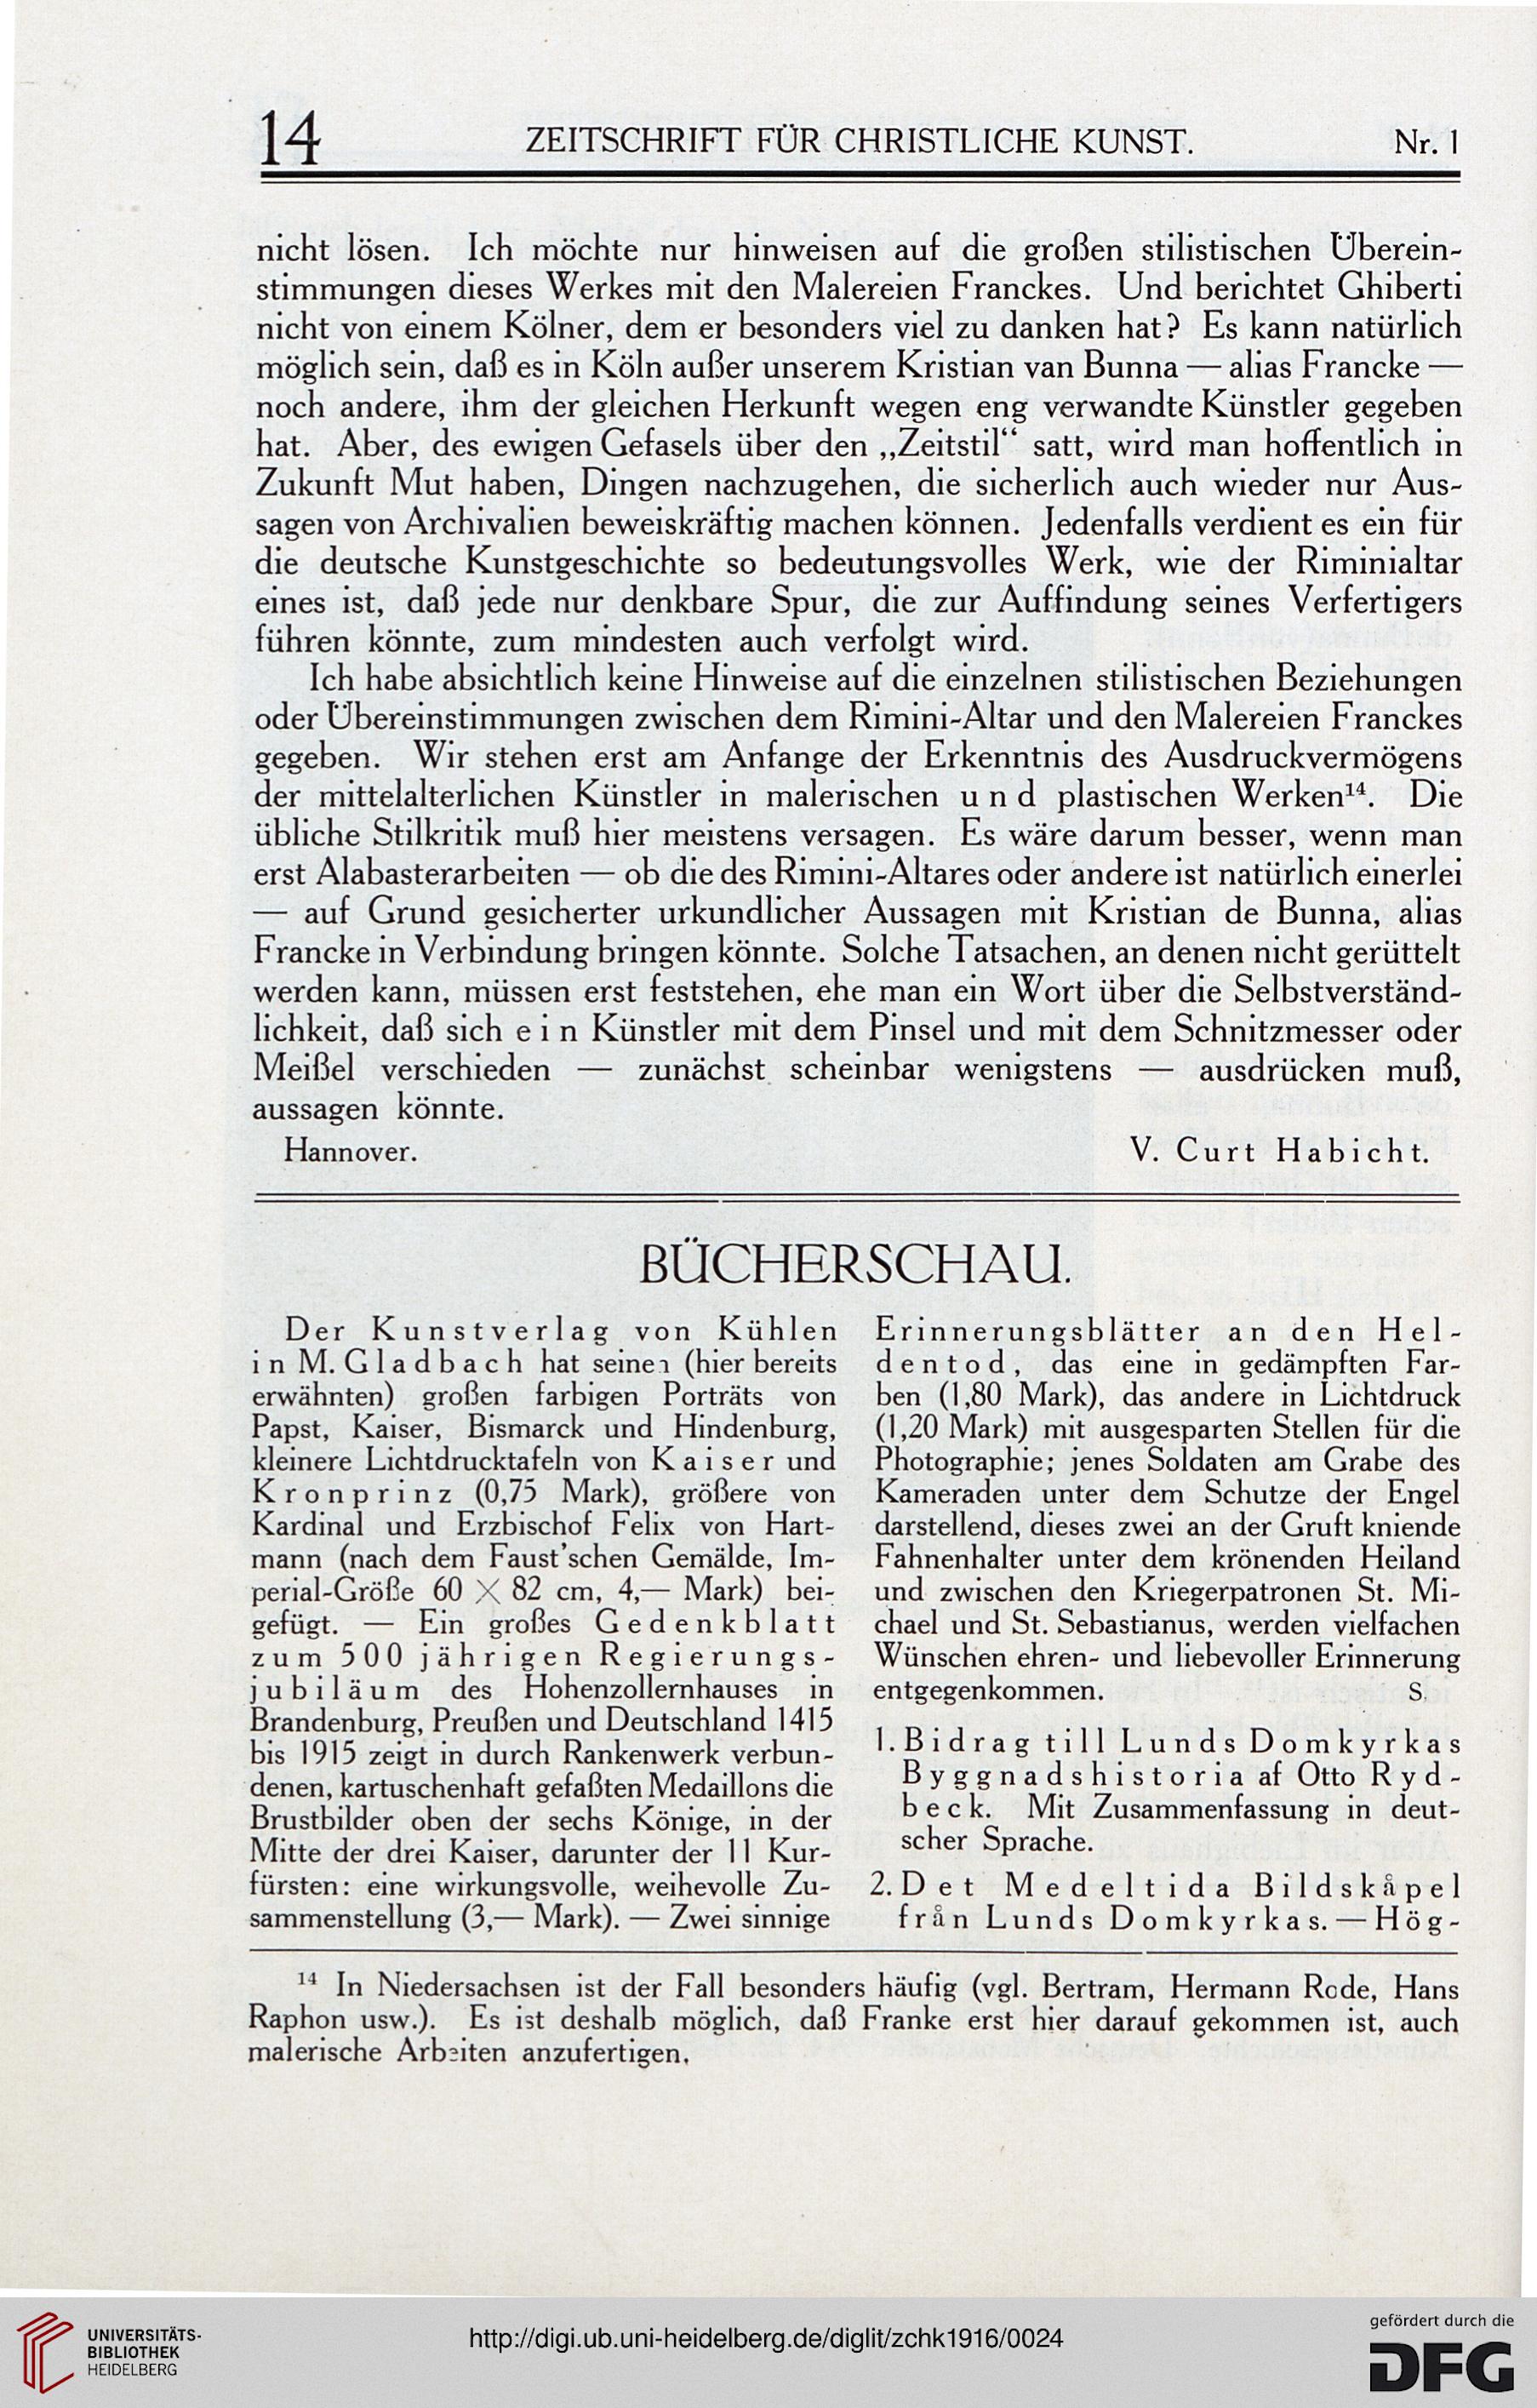 14 ZEITSCHRIFT FÜR CHRISTLICHE KUNST. Nr. 1
nicht lösen. Ich möchte nur hinweisen auf die großen stilistischen Überein-
stimmungen dieses Werkes mit den Malereien Franckes. Und berichtet Ghiberti
nicht von einem Kölner, dem er besonders viel zu danken hat? Es kann natürlich
möglich sein, daß es in Köln außer unserem Kristian van Bunna — alias Francke —
noch andere, ihm der gleichen Herkunft wegen eng verwandte Künstler gegeben
hat. Aber, des ewigen Gefasels über den „Zeitstil“ satt, wird man hoffentlich in
Zukunft Mut haben, Dingen nachzugehen, die sicherlich auch wieder nur Aus-
sagen von Archivalien beweiskräftig machen können. Jedenfalls verdient es ein für
die deutsche Kunstgeschichte so bedeutungsvolles Werk, wie der Riminialtar
eines ist, daß jede nur denkbare Spur, die zur Auffindung seines Verfertigers
führen könnte, zum mindesten auch verfolgt wird.
Ich habe absichtlich keine Hinweise auf die einzelnen stilistischen Beziehungen
oder Übereinstimmungen zwischen dem Rimini-Altar und den Malereien Franckes
gegeben. Wir stehen erst am Anfange der Erkenntnis des Ausdruckvermögens
der mittelalterlichen Künstler in malerischen und plastischen Werken¹⁴. Die
übliche Stilkritik muß hier meistens versagen. Es wäre darum besser, wenn man
erst Alabasterarbeiten — ob die des Rimini-Altares oder andere ist natürlich einerlei
— auf Grund gesicherter urkundlicher Aussagen mit Kristian de Bunna, alias
Francke in Verbindung bringen könnte. Solche Tatsachen, an denen nicht gerüttelt
werden kann, müssen erst feststehen, ehe man ein Wort über die Selbstverständ-
lichkeit, daß sich ein Künstler mit dem Pinsel und mit dem Schnitzmesser oder
Meißel verschieden — zunächst scheinbar wenigstens — ausdrücken muß,
aussagen könnte.
Hannover. V. Curt Habicht.
BÜCHERSCHAU.
Der Kunstverlag von Kühlen
in M. Gladbach hat seinen (hier bereits
erwähnten) großen farbigen Porträts von
Papst, Kaiser, Bismarck und Hindenburg,
kleinere Lichtdrucktafeln von Kaiser und
Kronprinz (0,75 Mark), größere von
Kardinal und Erzbischof Felix von Hart-
mann (nach dem Faust'schen Gemälde, Im-
perial-Größe 60 × 82 cm, 4,— Mark) bei-
gefügt. — Ein großes Gedenkblatt
zum 500 jährigen Regierungs-
jubiläum des Hohenzollernhauses in
Brandenburg, Preußen und Deutschland 1415
bis 1915 zeigt in durch Rankenwerk verbun-
denen, kartuschenhaft gefaßten Medaillons die
Brustbilder oben der sechs Könige, in der
Mitte der drei Kaiser, darunter der 11 Kur-
fürsten: eine wirkungsvolle, weihevolle Zu-
sammenstellung (3,— Mark). — Zwei sinnige
Erinnerungsblätter an den Hel-
dentod, das eine in gedämpften Far-
ben (1,80 Mark), das andere in Lichtdruck
(1,20 Mark) mit ausgesparten Stellen für die
Photographie; jenes Soldaten am Grabe des
Kameraden unter dem Schutze der Engel
darstellend, dieses zwei an der Gruft kniende
Fahnenhalter unter dem krönenden Heiland
und zwischen den Kriegerpatronen St. Mi-
chael und St. Sebastianus, werden vielfachen
Wünschen ehren- und liebevoller Erinnerung
entgegenkommen. S.
1. Bidrag till Lunds Domkyrkas
Byggnadshistoria af Otto Ryd-
beck. Mit Zusammenfassung in deut-
scher Sprache.
2. Det Medeltida Bildskåpel
från Lunds Domkyrkas. — Hög-
¹⁴ In Niedersachsen ist der Fall besonders häufig (vgl. Bertram, Hermann Rode, Hans
Raphon usw.). Es ist deshalb möglich, daß Franke erst hier darauf gekommen ist, auch
malerische Arbeiten anzufertigen.
UNIVERSITÄTS-
BIBLIOTHEK
HEIDELBERG
http://digi.ub.uni-heidelberg.de/diglit/zchk1916/0024
gefördert durch die
DFG